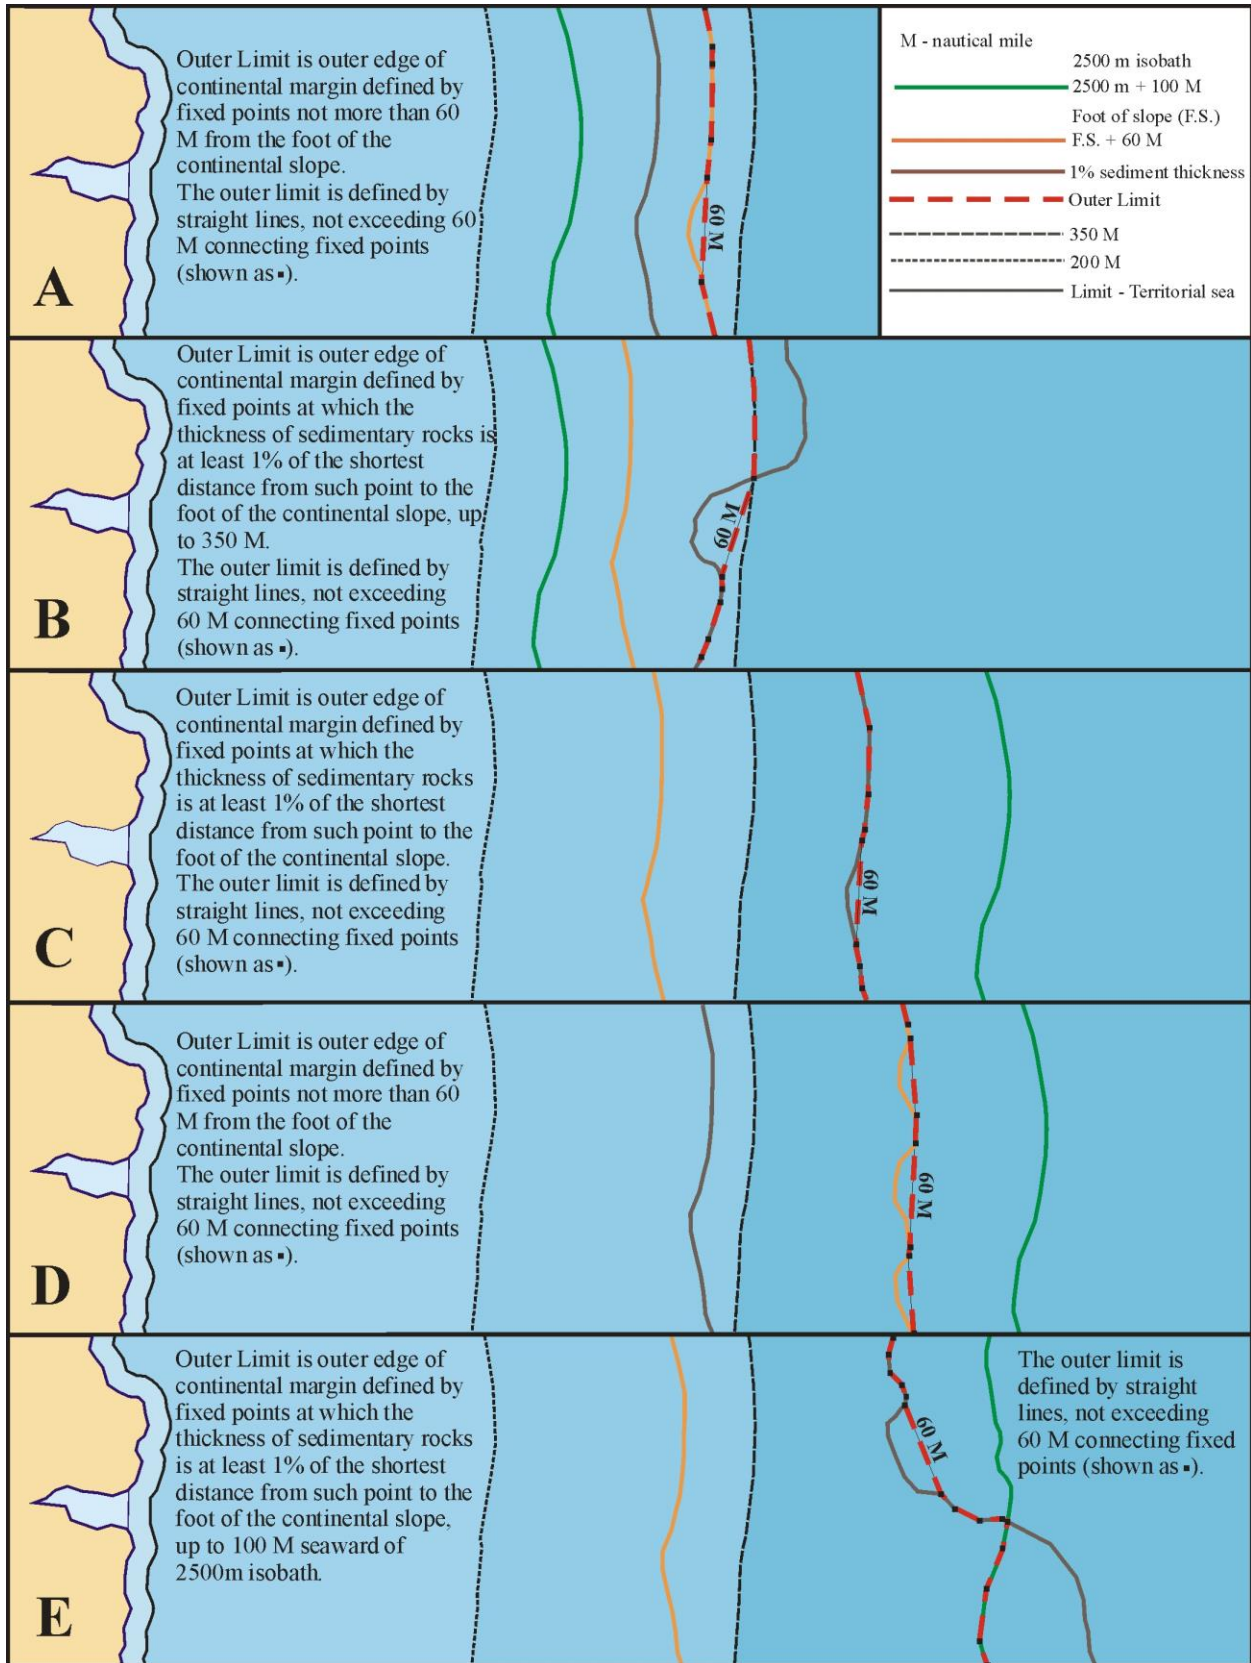 Outer Limit is outer edge of
continental margin defined by
fixed points not more than 60
M from the foot of the
continental slope.
The outer limit is defined by
straight lines, not exceeding 60
M connecting fixed points
(shown as ▪).
A
60 M
M - nautical mile
2500 m isobath
2500 m + 100 M
Foot of slope (F.S.)
F.S. + 60 M
1% sediment thickness
Outer Limit
350 M
200 M
Limit - Territorial sea
Outer Limit is outer edge of
continental margin defined by
fixed points at which the
thickness of sedimentary rocks is
at least 1% of the shortest
distance from such point to the
foot of the continental slope, up
to 350 M.
The outer limit is defined by
straight lines, not exceeding
60 M connecting fixed points
(shown as ▪).
B
60 M
Outer Limit is outer edge of
continental margin defined by
fixed points at which the
thickness of sedimentary rocks
is at least 1% of the shortest
distance from such point to the
foot of the continental slope.
The outer limit is defined by
straight lines, not exceeding
60 M connecting fixed points
(shown as ▪).
C
60 M
Outer Limit is outer edge of
continental margin defined by
fixed points not more than 60
M from the foot of the
continental slope.
The outer limit is defined by
straight lines, not exceeding
60 M connecting fixed points
(shown as ▪).
D
60 M
Outer Limit is outer edge of
continental margin defined by
fixed points at which the
thickness of sedimentary rocks
is at least 1% of the shortest
distance from such point to the
foot of the continental slope,
up to 100 M seaward of
2500m isobath.
E
60 M
The outer limit is
defined by straight
lines, not exceeding
60 M connecting fixed
points (shown as ▪).